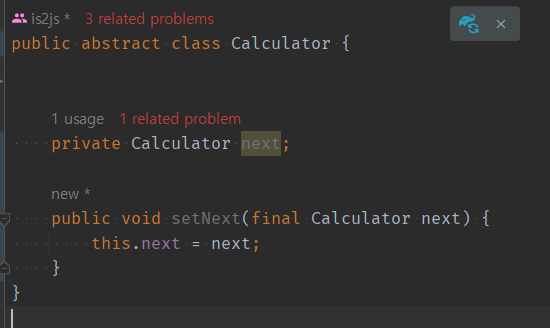 is2js *   3 related problems
public abstract class Calculator {
1 usage   1 related problem
private Calculator next;
new *
public void setNext(final Calculator next) {
this.next = next;
}
}